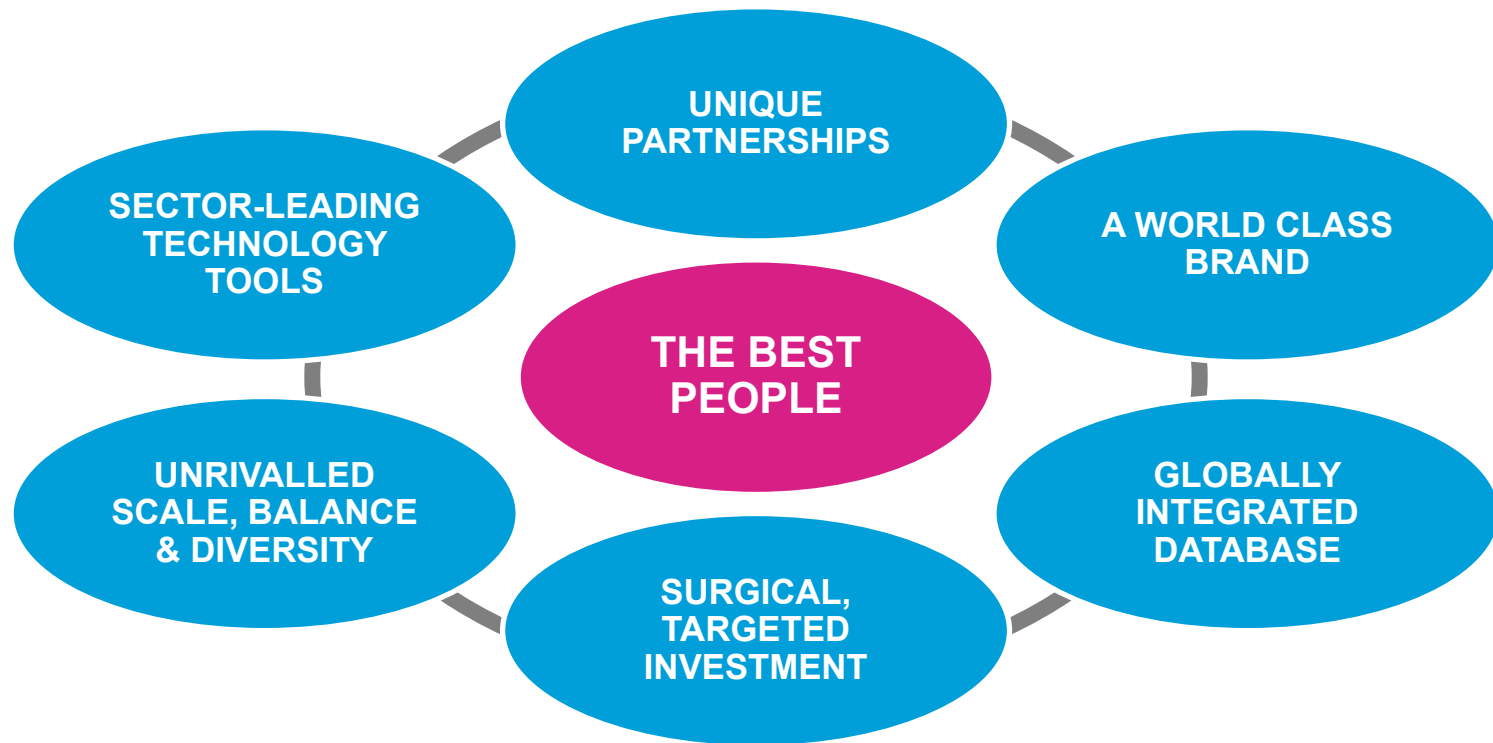 UNIQUE
PARTNERSHIPS
SECTOR-LEADING
TECHNOLOGY
TOOLS
A WORLD CLASS
BRAND
THE BEST
PEOPLE
UNRIVALLED
SCALE, BALANCE
& DIVERSITY
GLOBALLY
INTEGRATED
DATABASE
SURGICAL,
TARGETED
INVESTMENT